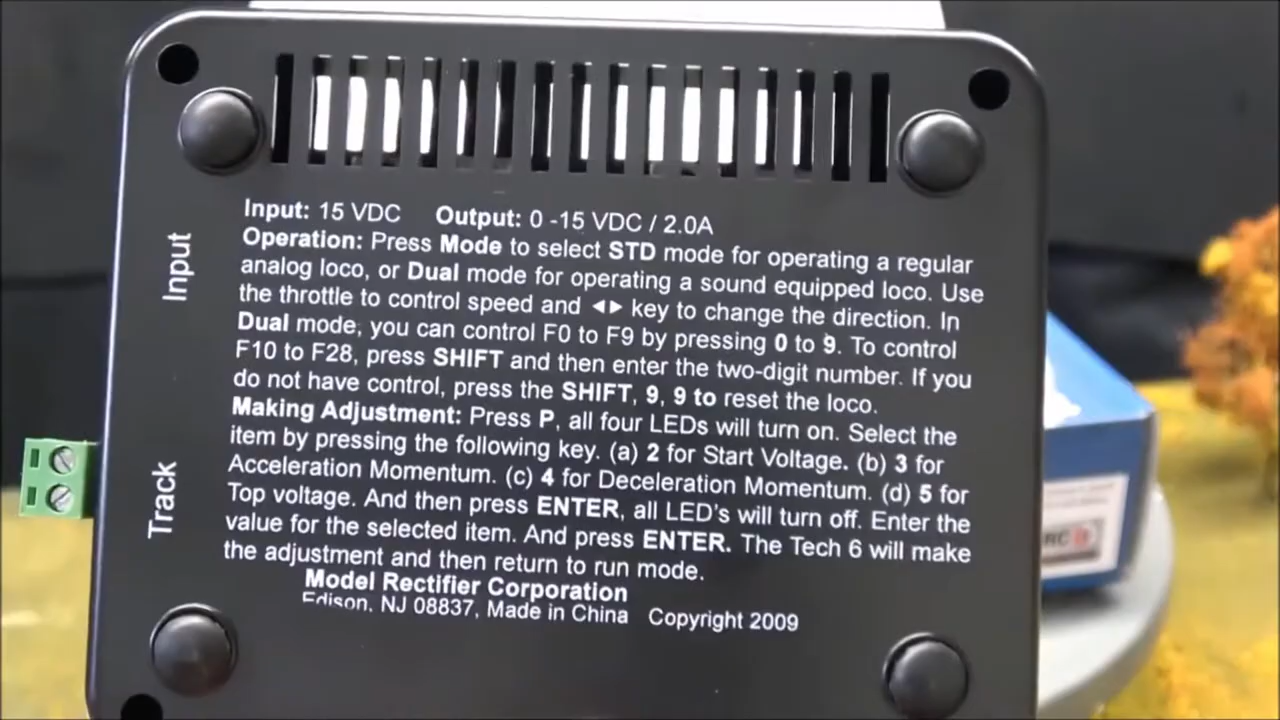 Input: 15 VDC Output: 0 -15 VDC / 2.0A
Operation: Press Mode to select STD mode for operating a regular
analog loco, or Dual mode for operating a sound equipped loco. Use
the throttle to control speed and ◄► key to change the direction. In
Dual mode, you can control F0 to F9 by pressing 0 to 9. To control
F10 to F28, press SHIFT and then enter the two-digit number. If you
do not have control, press the SHIFT, 9, 9 to reset the loco.
Making Adjustment: Press P, all four LEDs will turn on. Select the
item by pressing the following key. (a) 2 for Start Voltage. (b) 3 for
Acceleration Momentum. (c) 4 for Deceleration Momentum. (d) 5 for
Top voltage. And then press ENTER, all LED's will turn off. Enter the
value for the selected item. And press ENTER. The Tech 6 will make
the adjustment and then return to run mode.
Model Rectifier Corporation
Edison, NJ 08837, Made in China Copyright 2009
Input
Track